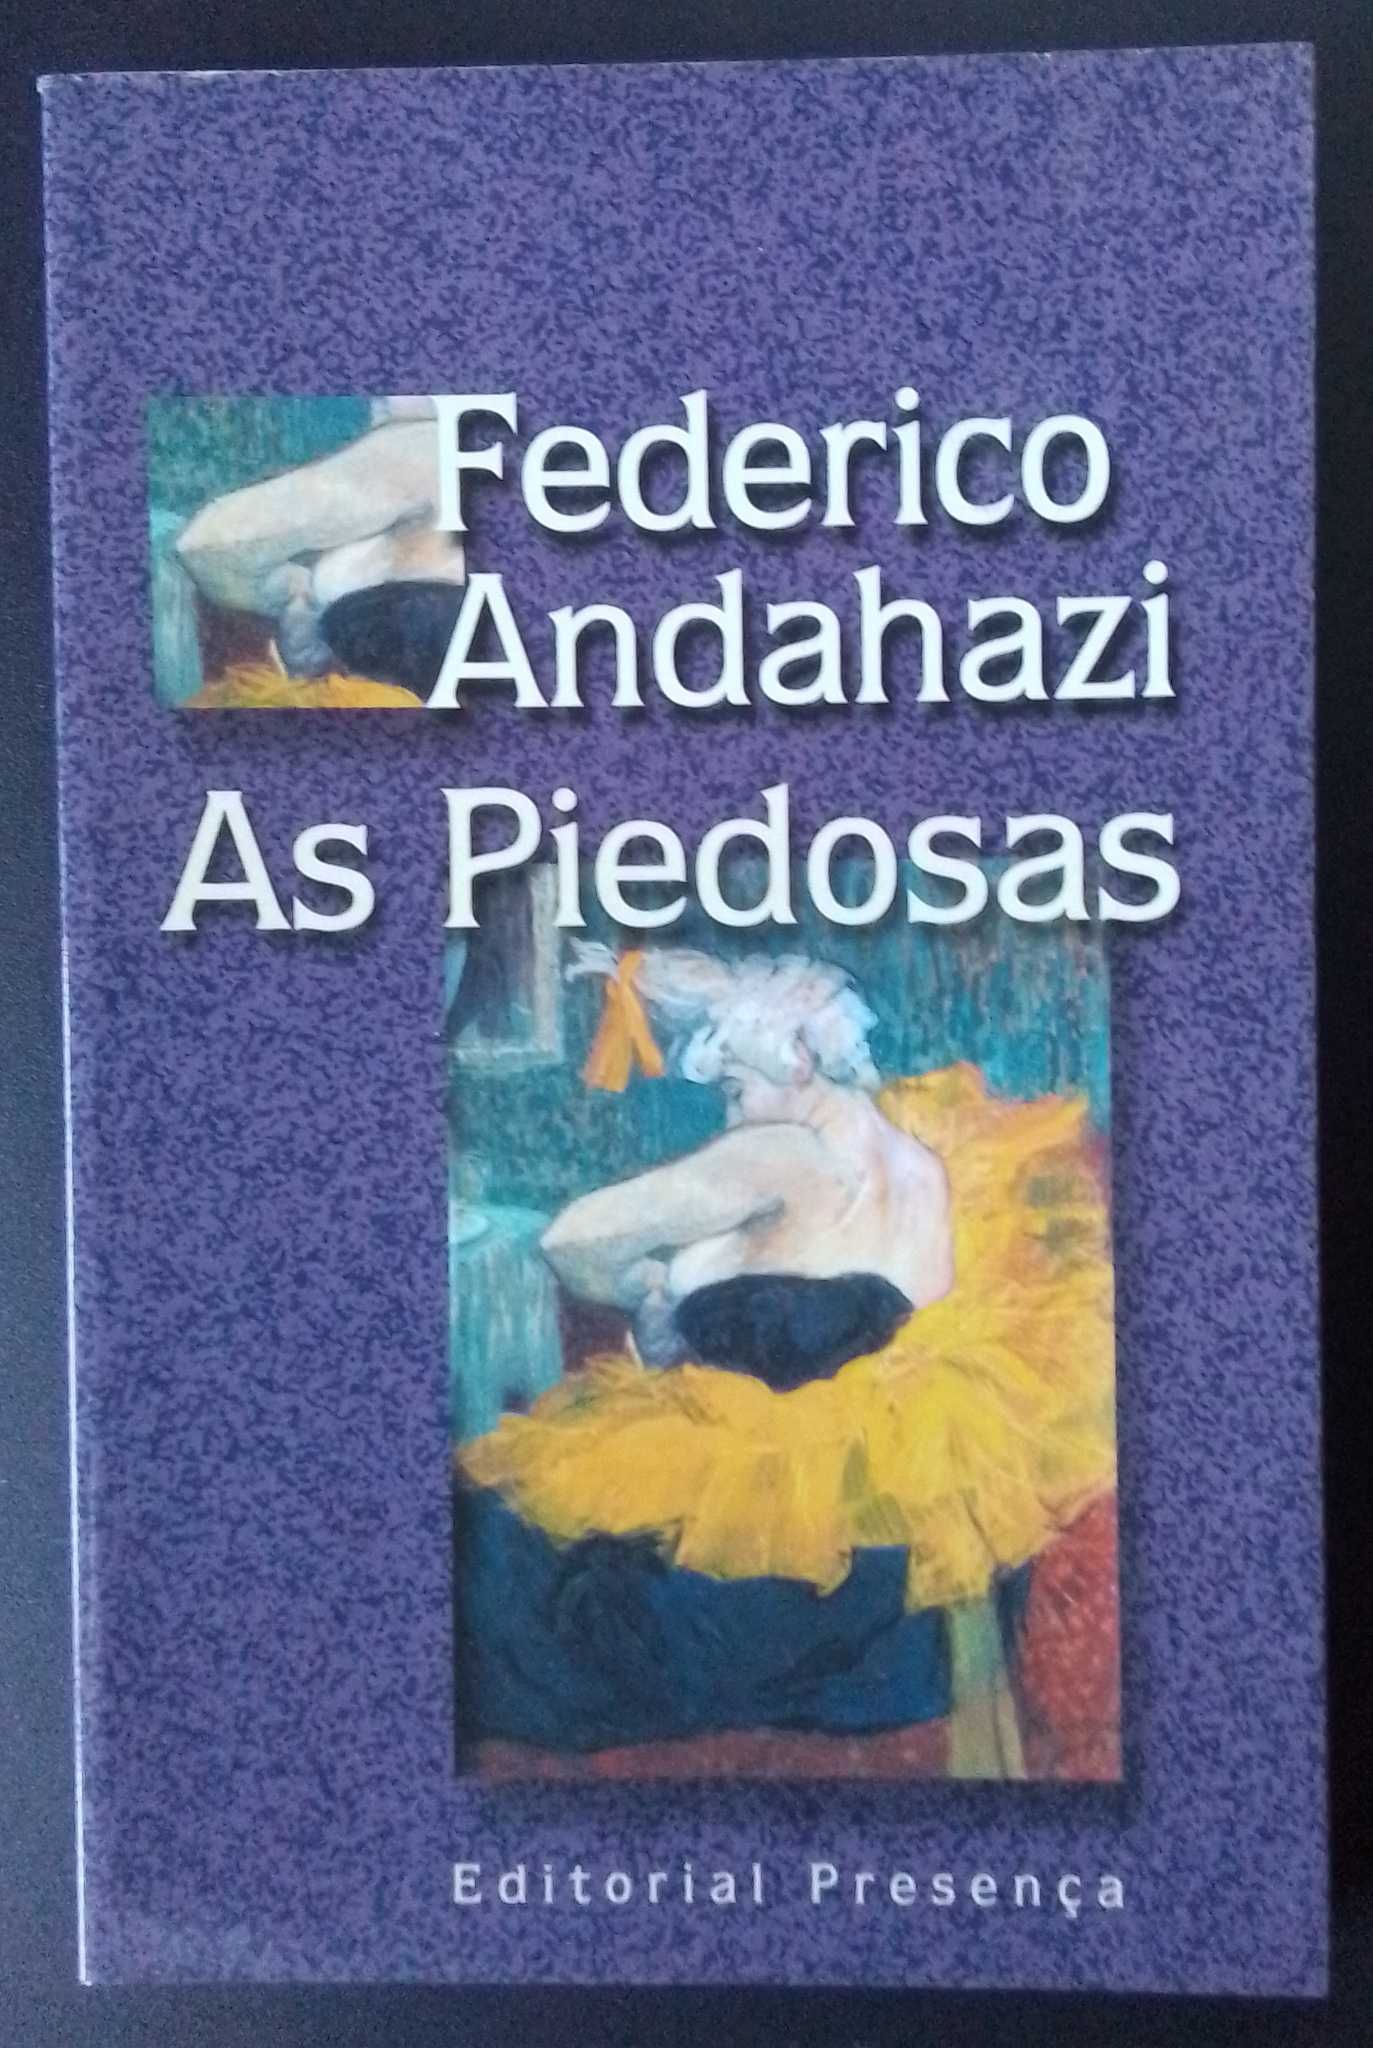 Federico
Andahazi
As Piedosas
Editorial Presença